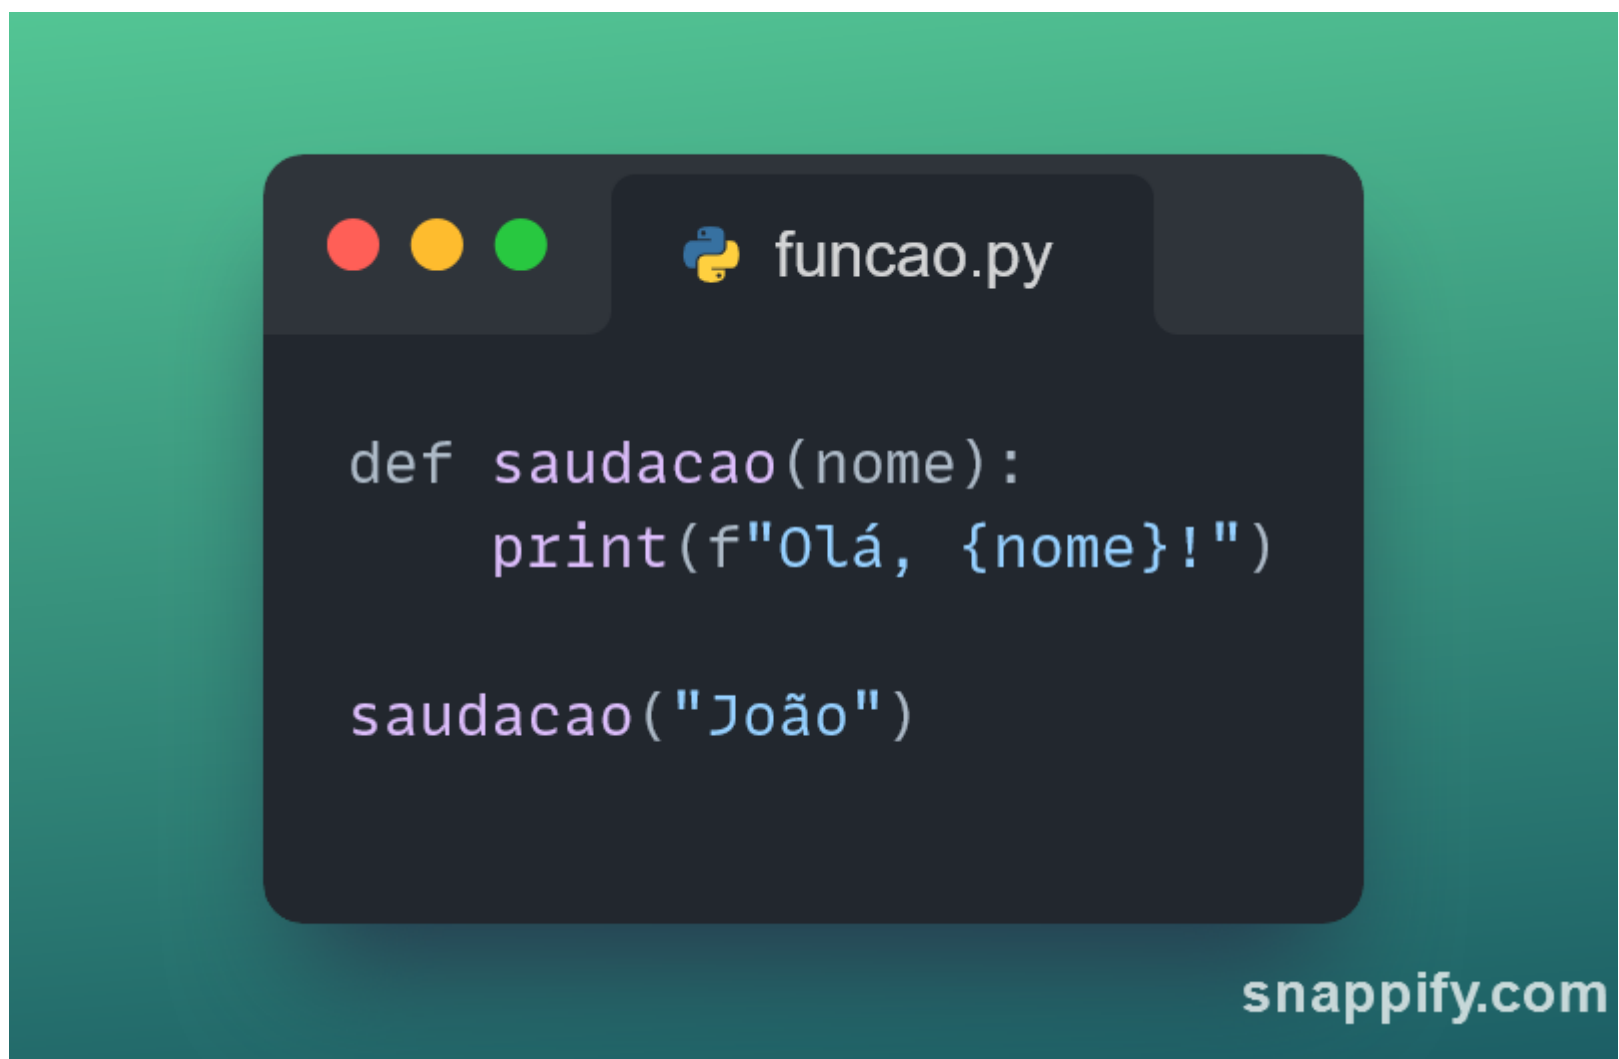 funcao.py
def saudacao(nome):
    print(f"Olá, {nome}!")
saudacao("João")
snappify.com